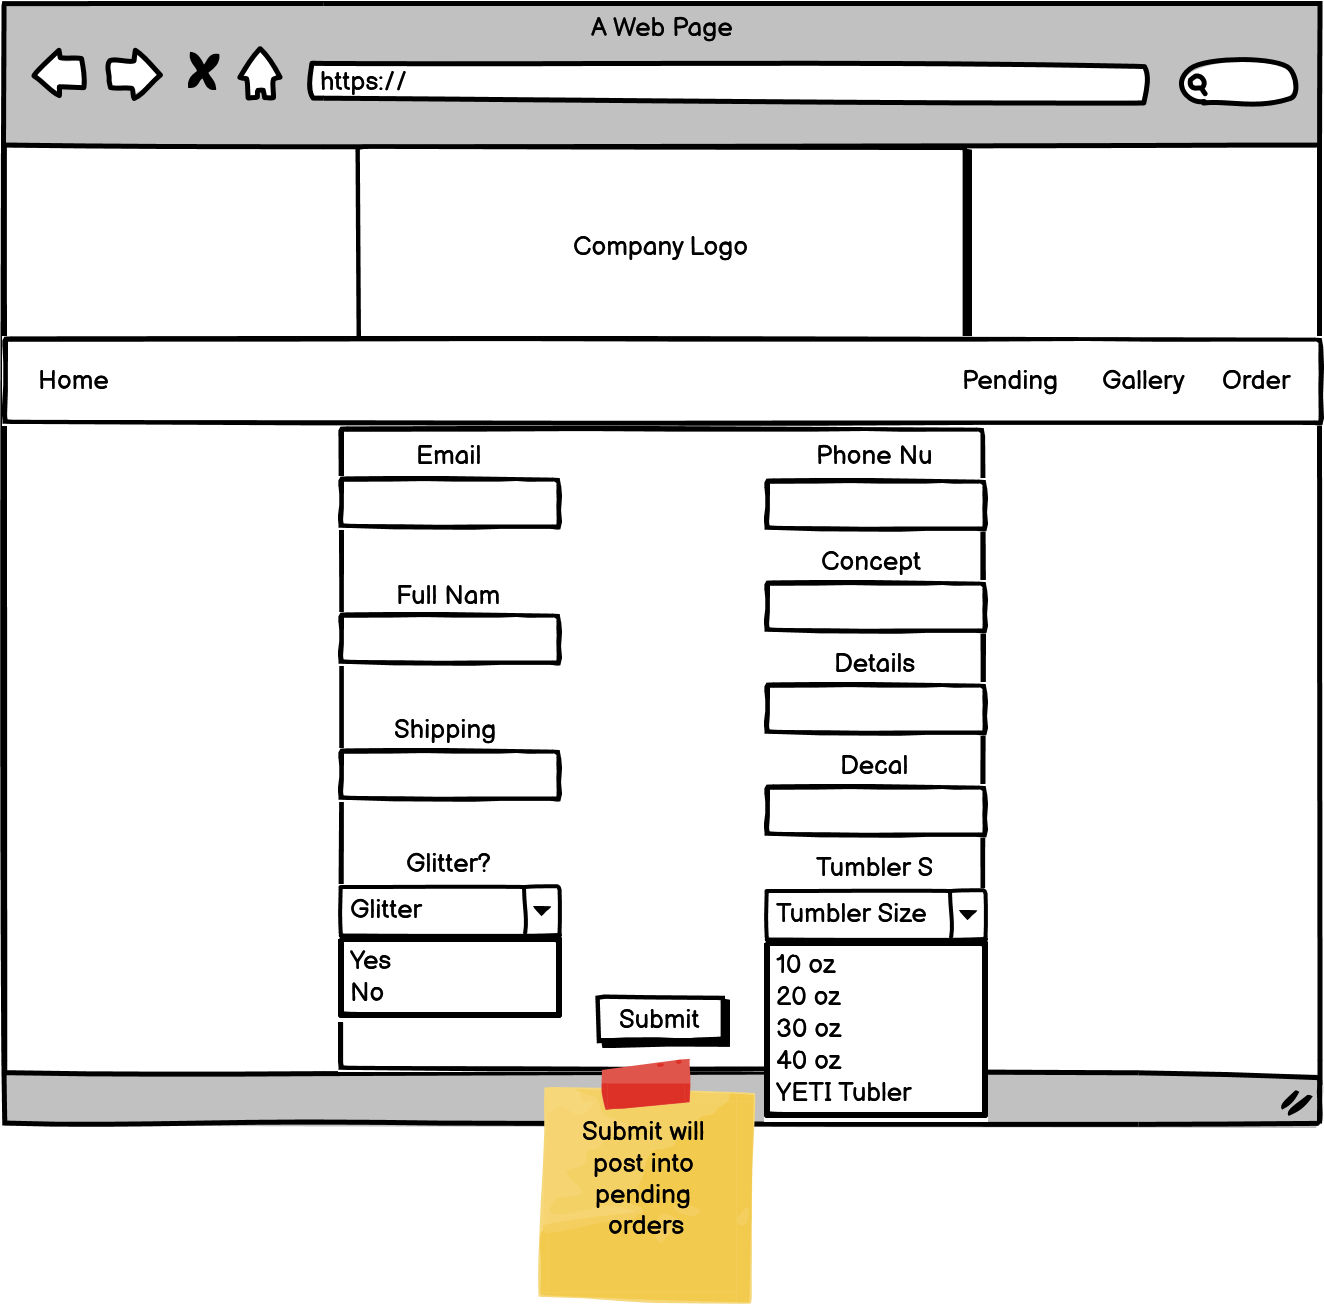 A Web Page
https://
Company Logo
Home
Pending
Gallery
Order
Email
Phone Nu
Concept
Full Nam
Details
Shipping
Decal
Glitter?
Tumbler S
Glitter
Tumbler Size
Yes
No
10 oz
20 oz
30 oz
40 oz
YETI Tubler
Submit
Submit will
post into
pending
orders